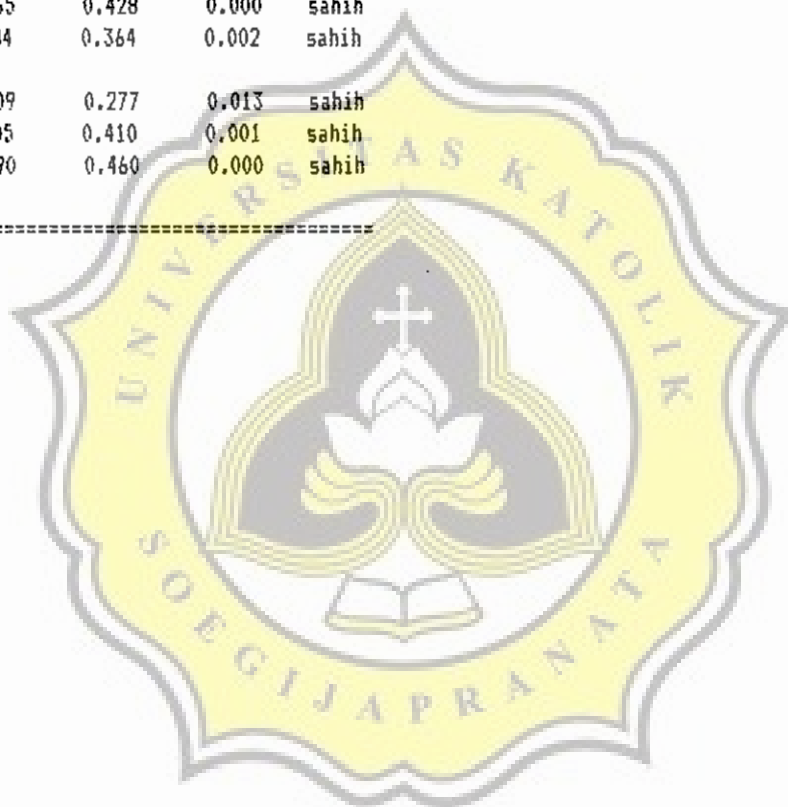 0.428 0.000 sahih
0.364 0.002 sahih
0.277 0.013 sahih
0.410 0.001 sahih
0.460 0.000 sahih
UNIVERSITAS KATOLIK
SOEGIJAPRANATA